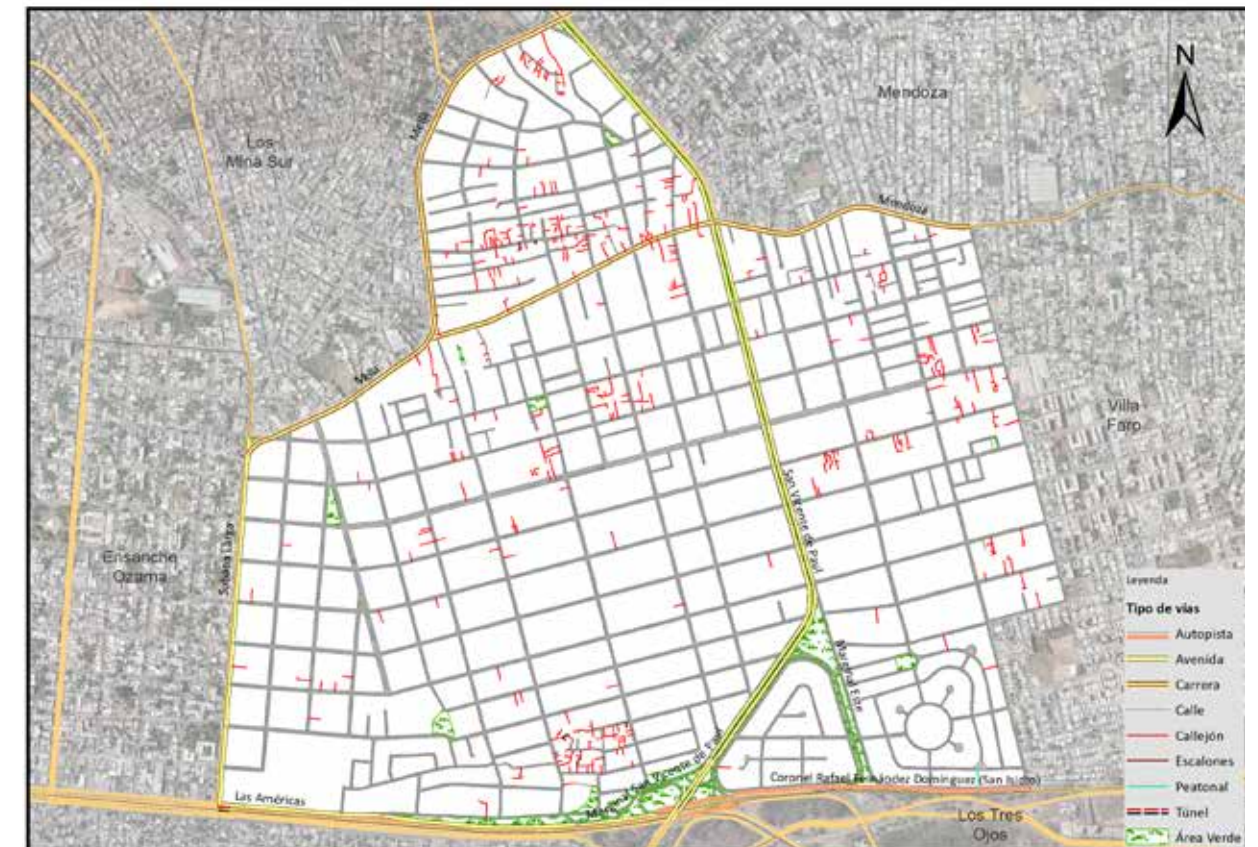 N
Mendoza
Los
Mina Sur
Mella
Mendoza
Mella
Villa
Faro
San Vicente de Paul
Ensanche
Ozama
Sabana Larga
Leyenda
Tipo de vías
Autopista
Avenida
Carrera
Calle
Callejón
Escalones
Peatonal
Túnel
Área Verde
Marginal Este
Marginal San Vicente de Paul
Coronel Rafael Fernández Domínguez (San Isidro)
Las Américas
Los Tres
Ojos